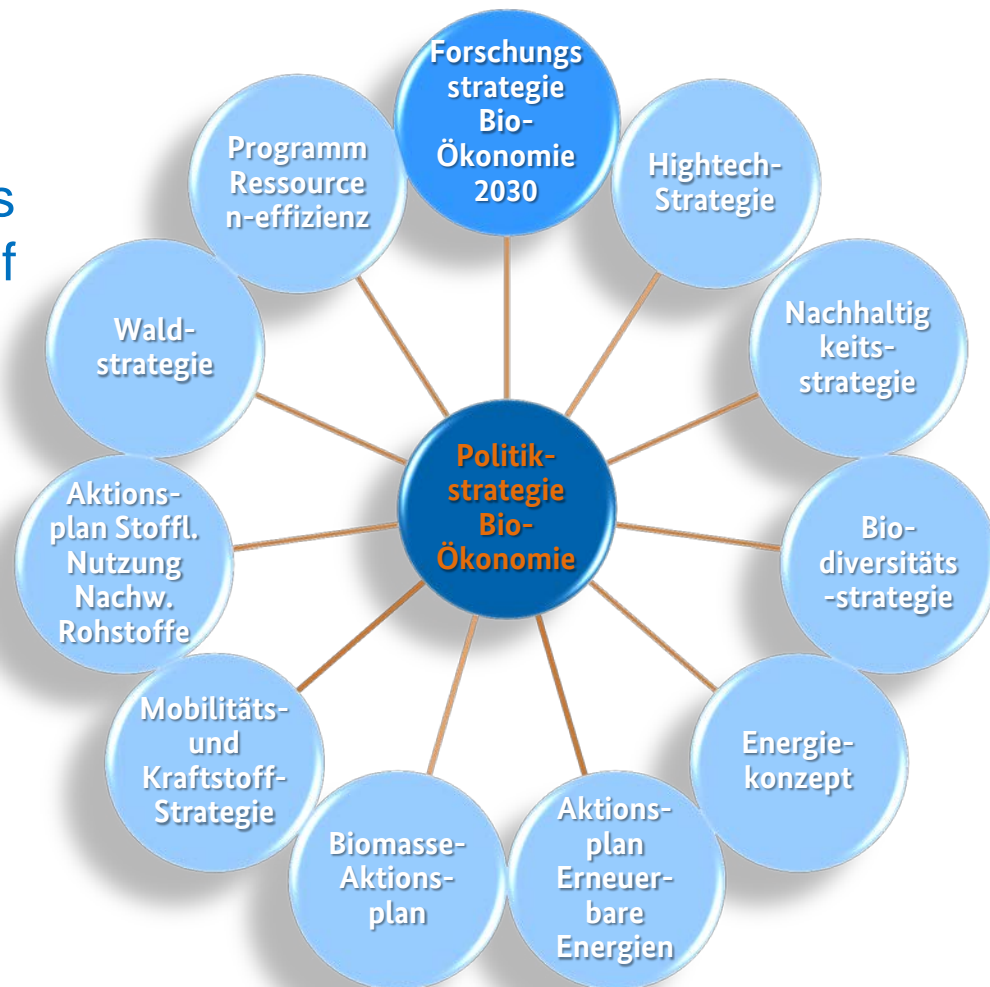 s
f
Forschungs
strategie
Bio-
Ökonomie
2030
Hightech-
Strategie
Nachhaltig
keits-
strategie
Bio-
diversitäts
-strategie
Energie-
konzept
Aktions-
plan
Erneuer-
bare
Energien
Biomasse-
Aktions-
plan
Mobilitäts-
und
Kraftstoff-
Strategie
Aktions-
plan Stoffl.
Nutzung
Nachw.
Rohstoffe
Wald-
strategie
Programm
Ressource
n-effizienz
Politik-
strategie
Bio-
Ökonomie